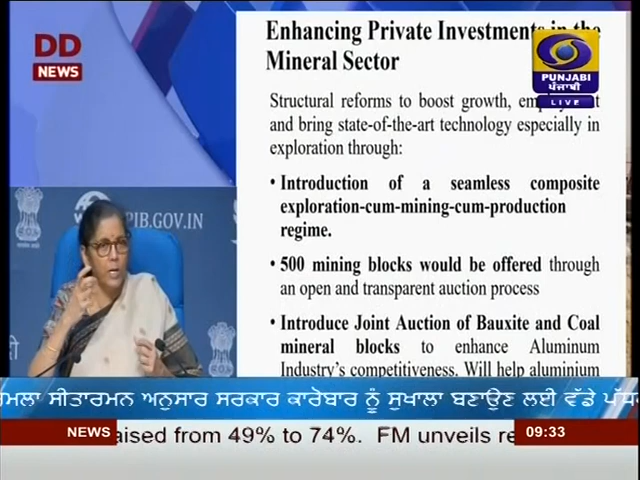 DD
NEWS
Enhancing Private Investments in the
Mineral Sector
PUNJABI
ਪੰਜਾਬੀ
LIVE
Structural reforms to boost growth,
and bring state-of-the-art technology especially in
exploration through:
• Introduction of a seamless composite
exploration-cum-mining-cum-production
regime.
• 500 mining blocks would be offered through
an open and transparent auction process
• Introduce Joint Auction of Bauxite and Coal
mineral blocks to enhance Aluminum
Industry's competitiveness. Will help aluminium
PIB.GOV.IN
ਸੀਤਾਰਮਨ ਅਨੁਸਾਰ ਸਰਕਾਰ ਕਾਰੋਬਾਰ ਨੂੰ ਸੁਖਾਲਾ ਬਣਾਉਣ ਲਈ ਵੱਡੇ
NEWS aised from 49% to 74%. FM unveils re 09:33